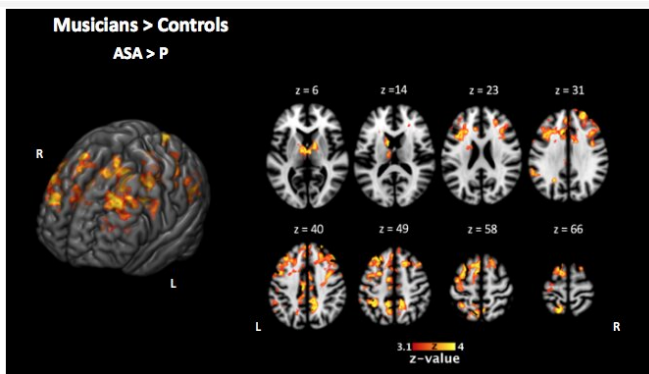 Musicians > Controls
ASA > P
R
L
z = 6
z =14
z = 23
z = 31
z = 40
z = 49
z = 58
z = 66
L
R
3.1 z 4
z-value